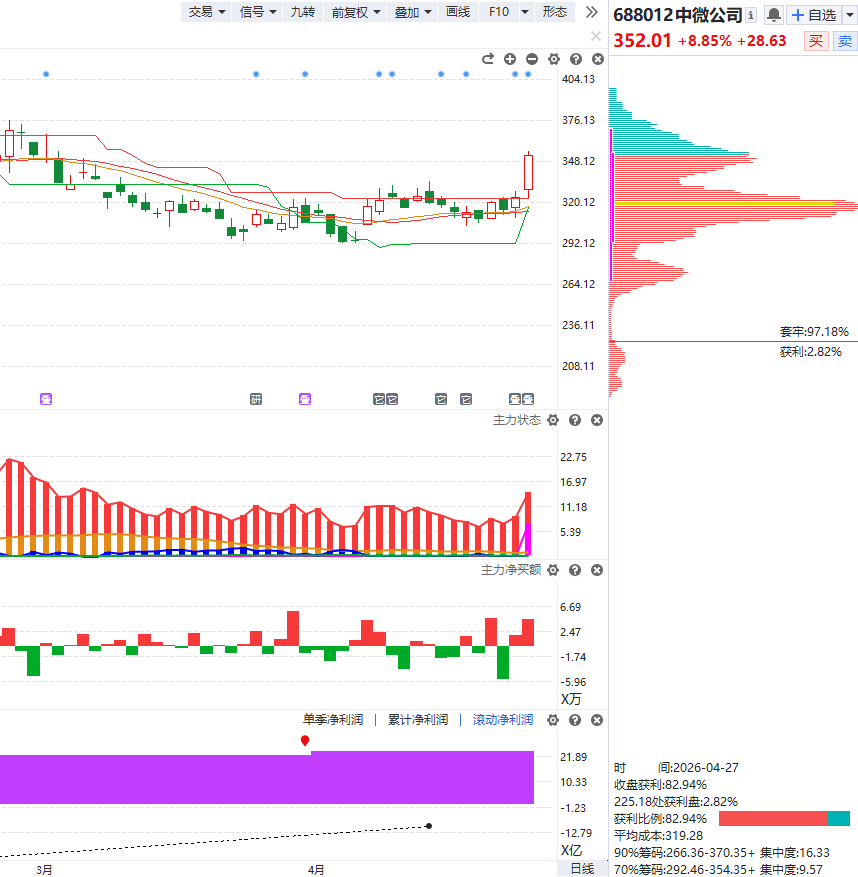 交易 信号 九转 前复权 叠加 画线 F10 形态
688012 中微公司 自选
352.01 +8.85% +28.63 买 卖
404.13
376.13
348.12
320.12
292.12
264.12
236.11
208.11
套牢:97.18%
获利:2.82%
研
主力状态
22.75
16.97
11.18
5.39
主力净买额
6.69
2.47
-1.74
-5.96
X万
单季净利润 | 累计净利润 | 滚动净利润
21.89
10.33
-1.23
-12.79
X亿
3月 4月 日线
时 间:2026-04-27
收盘获利:82.94%
225.18处获利盘:2.82%
获利比例:82.94%
平均成本:319.28
90%筹码:266.36-370.35+ 集中度:16.33
70%筹码:292.46-354.35+ 集中度:9.57